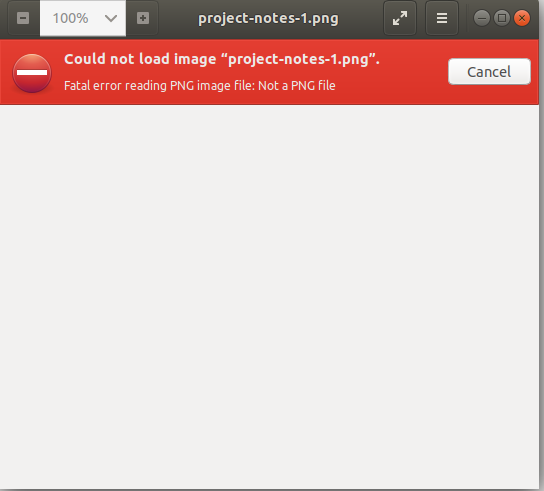 100%
project-notes-1.png
Could not load image “project-notes-1.png”.
Fatal error reading PNG image file: Not a PNG file
Cancel